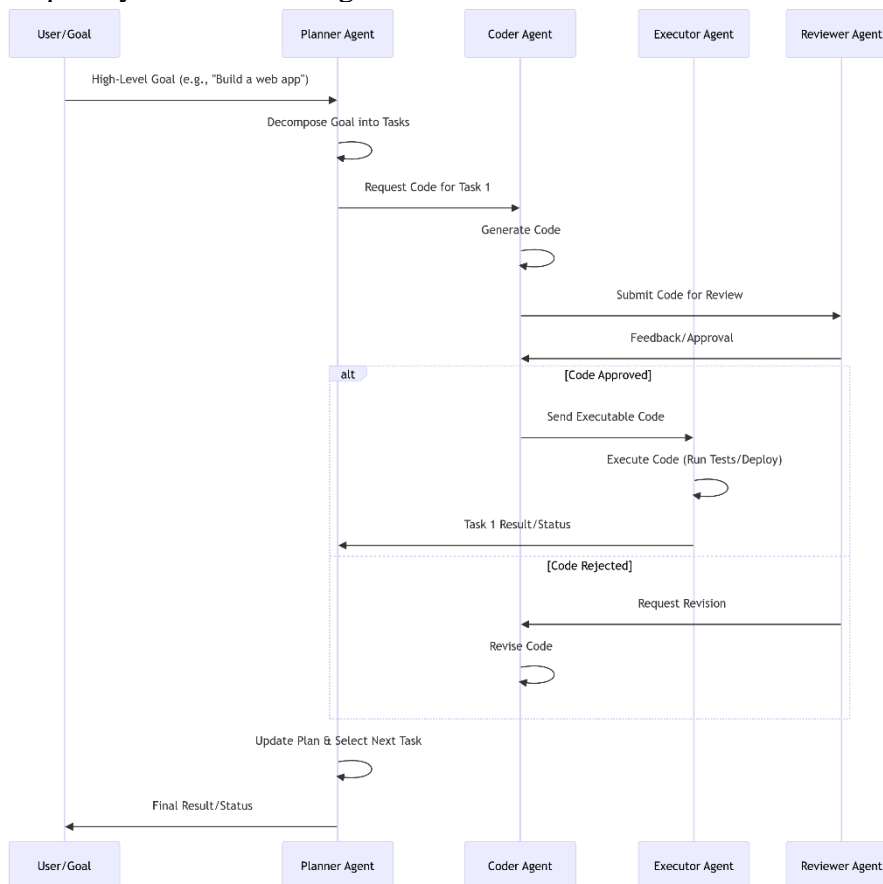 User/Goal
Planner Agent
Coder Agent
Executor Agent
Reviewer Agent
High-Level Goal (e.g., "Build a web app")
Decompose Goal into Tasks
Request Code for Task 1
Generate Code
Submit Code for Review
Feedback/Approval
alt
[Code Approved]
Send Executable Code
Execute Code (Run Tests/Deploy)
Task 1 Result/Status
[Code Rejected]
Request Revision
Revise Code
Update Plan & Select Next Task
Final Result/Status
User/Goal
Planner Agent
Coder Agent
Executor Agent
Reviewer Agent